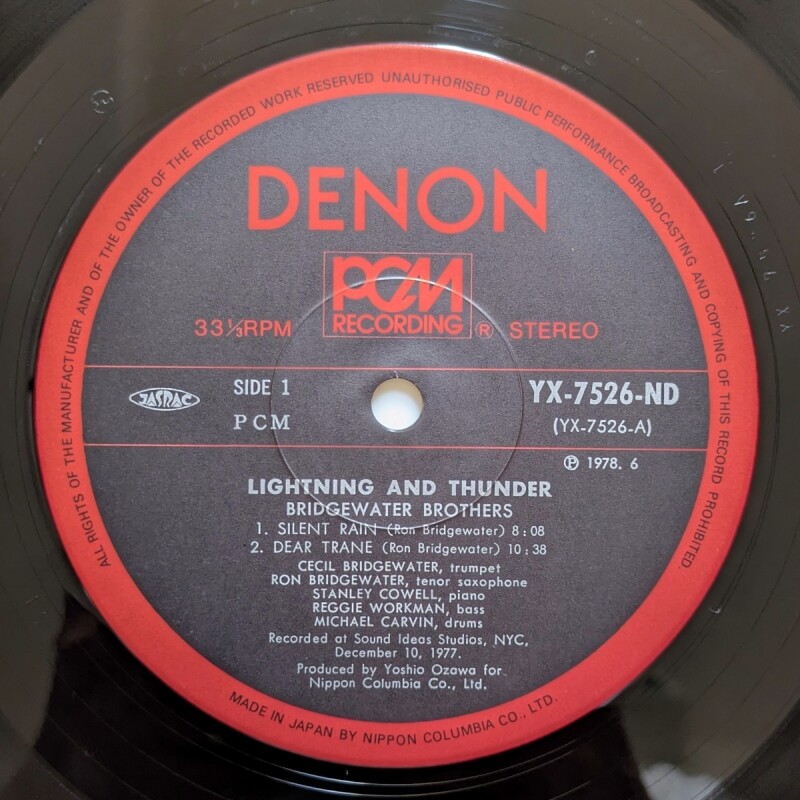 ALL RIGHTS OF THE MANUFACTURER AND OF THE OWNER OF THE RECORDED WORK RESERVED UNAUTHORISED PUBLIC PERFORMANCE BROADCASTING AND COPYING OF THIS RECORD PROHIBITED.
DENON
PCM
RECORDING
33⅓RPM ® STEREO
JASRAC
SIDE 1
PCM
YX-7526-ND
(YX-7526-A)
℗ 1978. 6
LIGHTNING AND THUNDER
BRIDGEWATER BROTHERS
1. SILENT RAIN (Ron Bridgewater) 8:08
2. DEAR TRANE (Ron Bridgewater) 10:38
CECIL BRIDGEWATER, trumpet
RON BRIDGEWATER, tenor saxophone
STANLEY COWELL, piano
REGGIE WORKMAN, bass
MICHAEL CARVIN, drums
Recorded at Sound Ideas Studios, NYC,
December 10, 1977.
Produced by Yoshio Ozawa for
Nippon Columbia Co., Ltd.
MADE IN JAPAN BY NIPPON COLUMBIA CO., LTD.